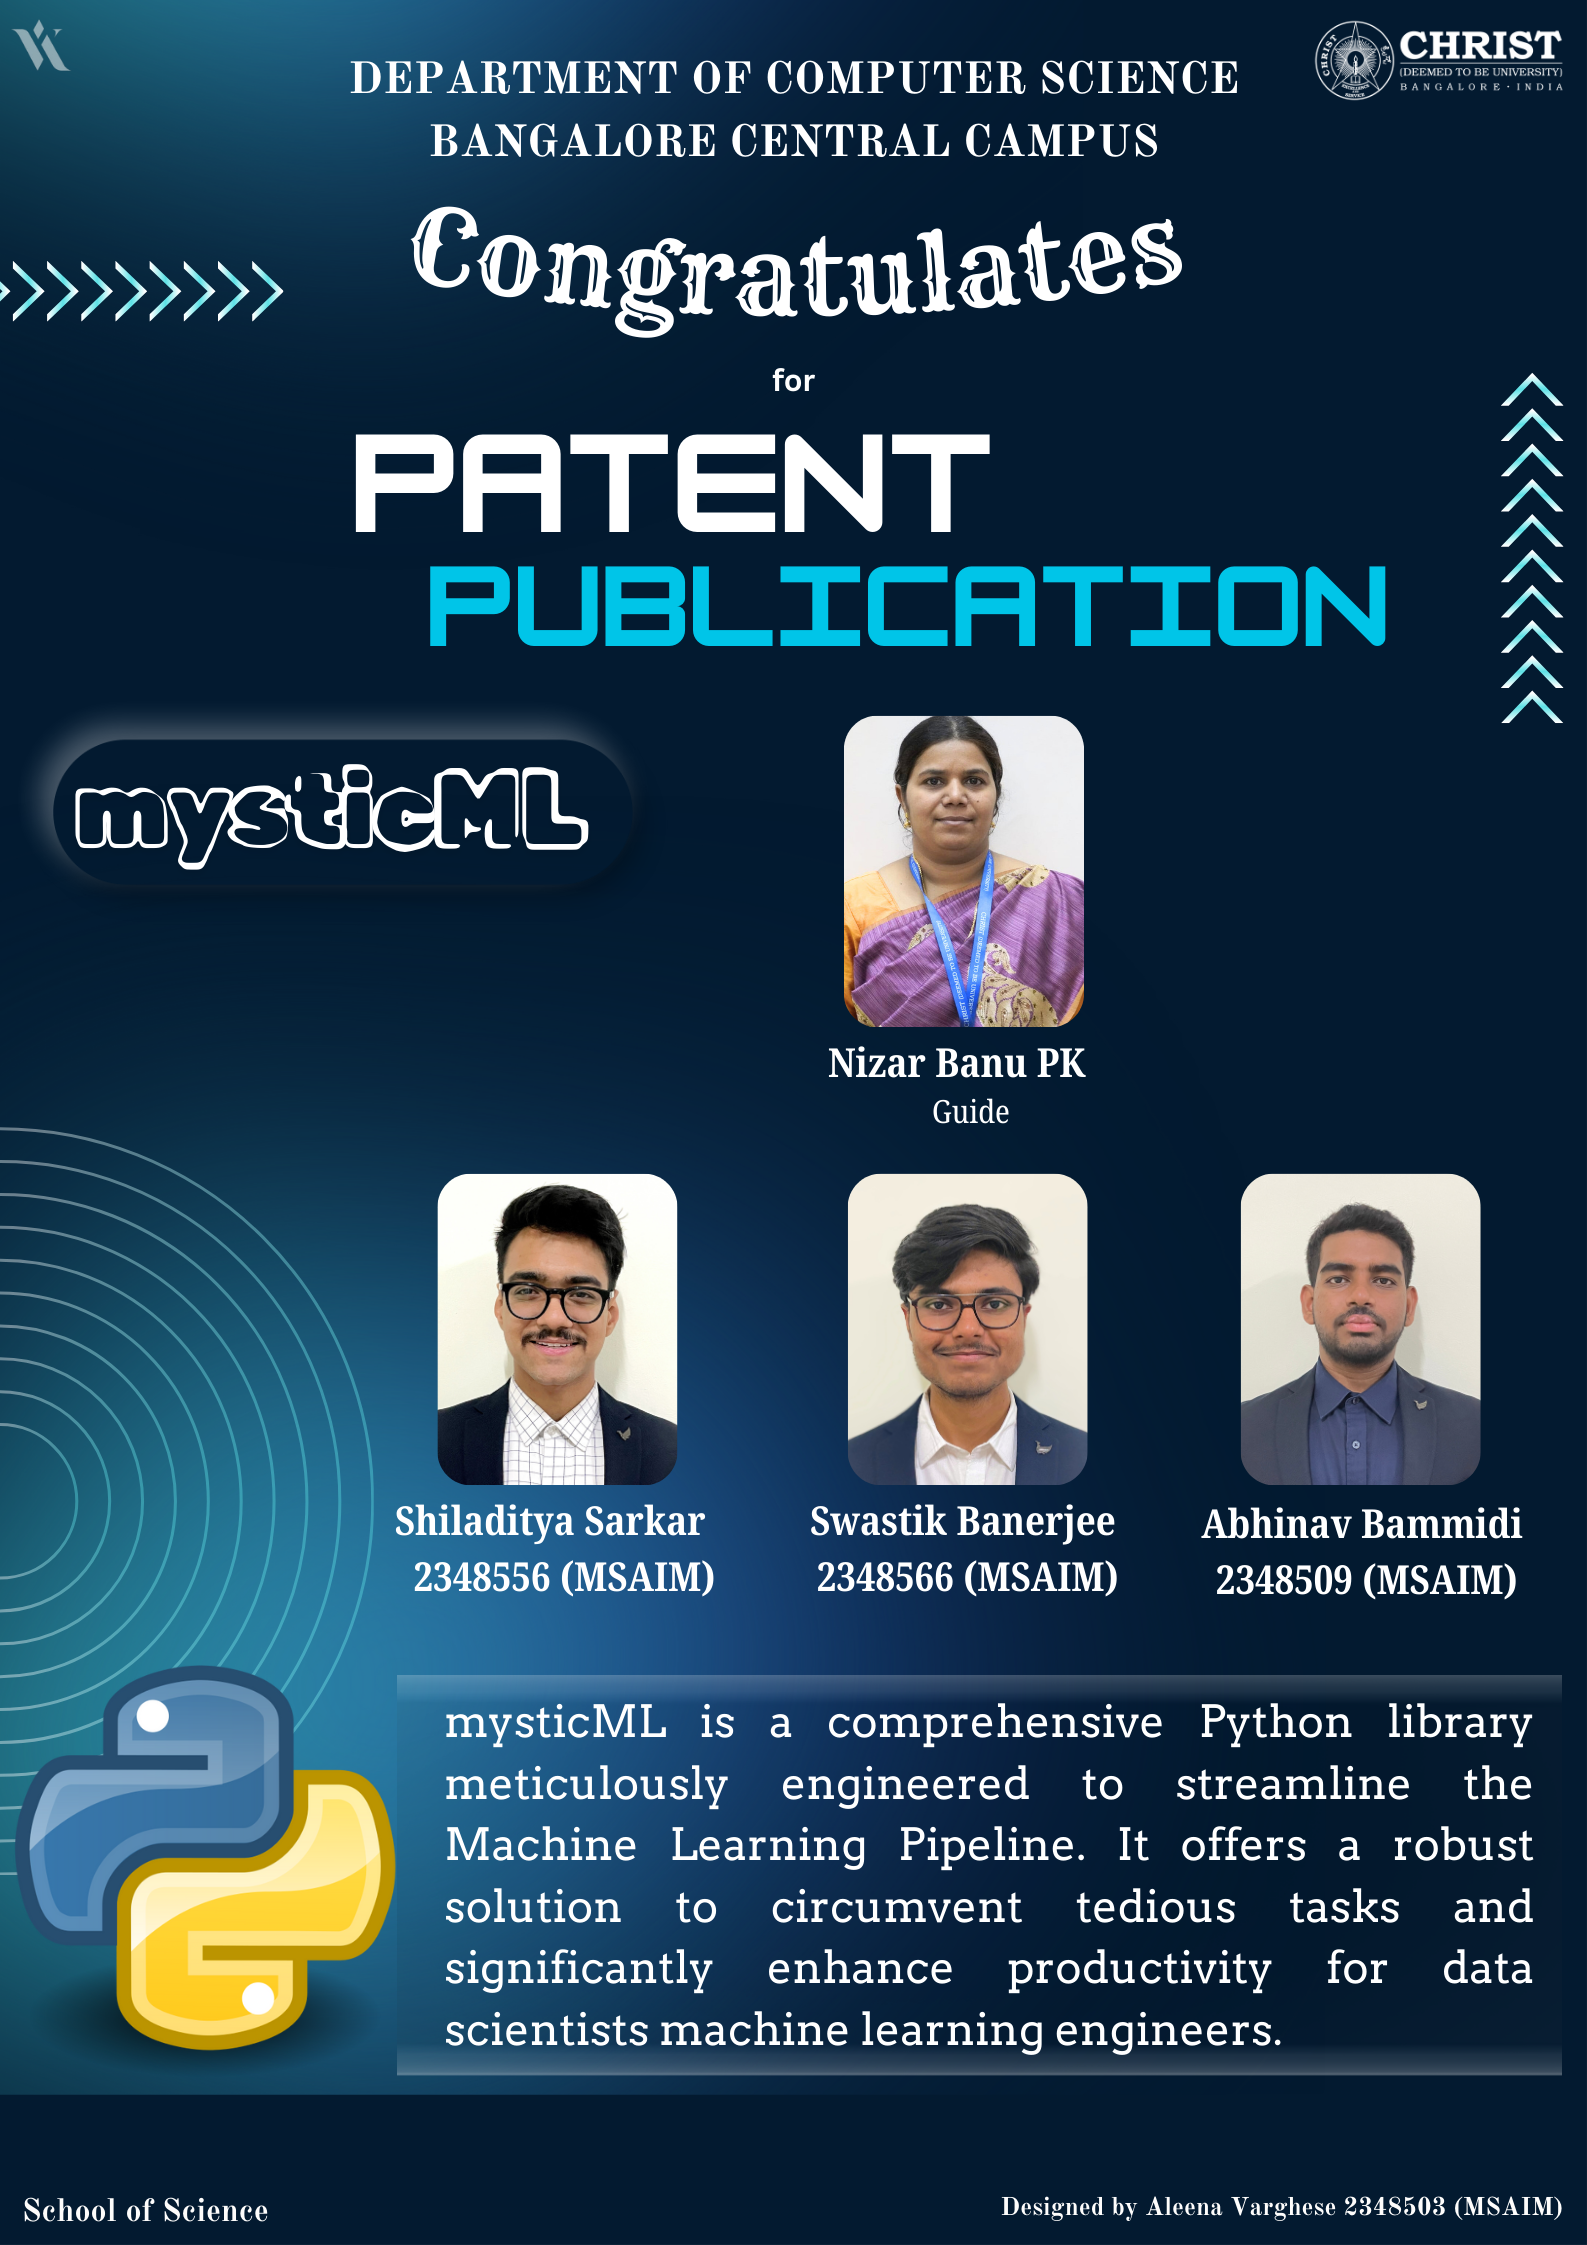 CHRIST
(DEEMED TO BE UNIVERSITY)
BANGALORE · INDIA
DEPARTMENT OF COMPUTER SCIENCE
BANGALORE CENTRAL CAMPUS
Congratulates
for
PATENT
PUBLICATION
mysticML
Nizar Banu PK
Guide
Shiladitya Sarkar
2348556 (MSAIM)
Swastik Banerjee
2348566 (MSAIM)
Abhinav Bammidi
2348509 (MSAIM)
mysticML is a comprehensive Python library
meticulously engineered to streamline the
Machine Learning Pipeline. It offers a robust
solution to circumvent tedious tasks and
significantly enhance productivity for data
scientists machine learning engineers.
School of Science
Designed by Aleena Varghese 2348503 (MSAIM)